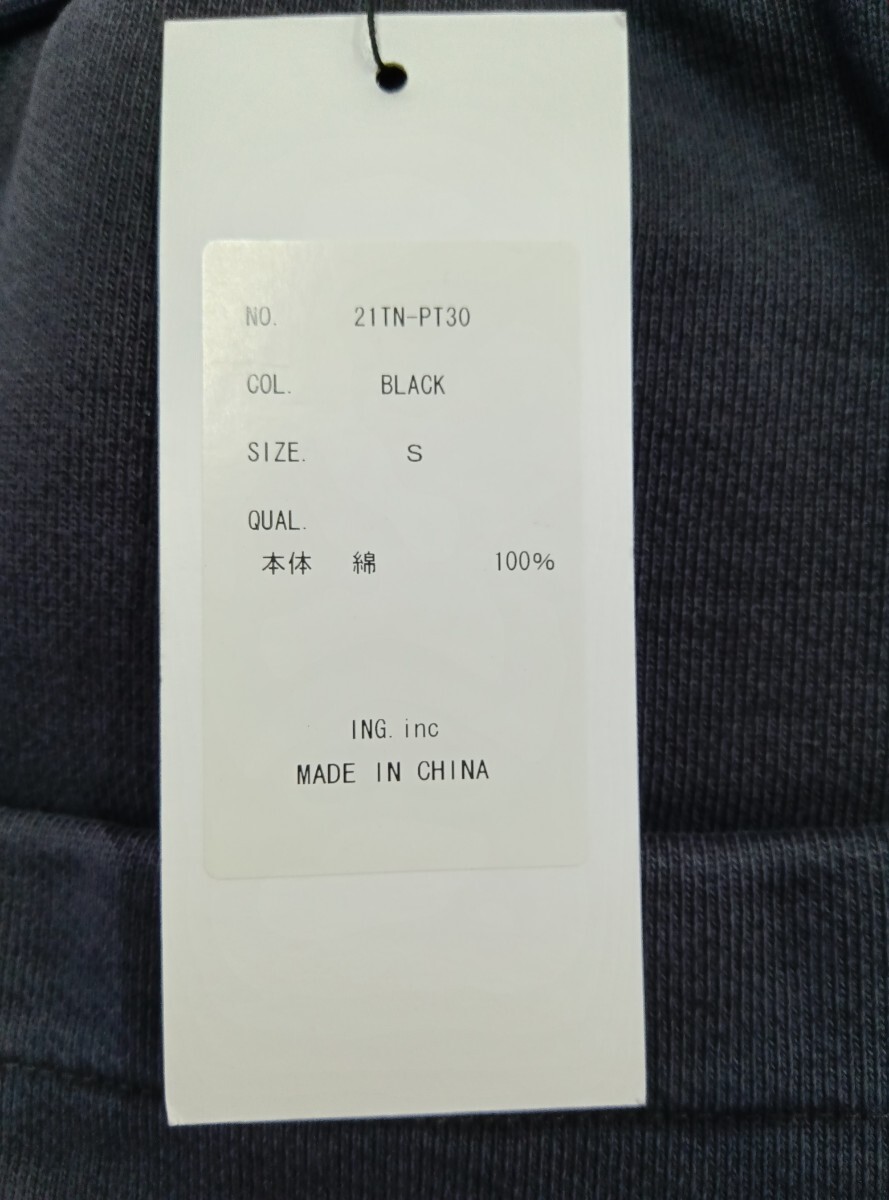 NO. 21TN-PT30
COL. BLACK
SIZE. S
QUAL.
本体 綿 100%
ING. inc
MADE IN CHINA